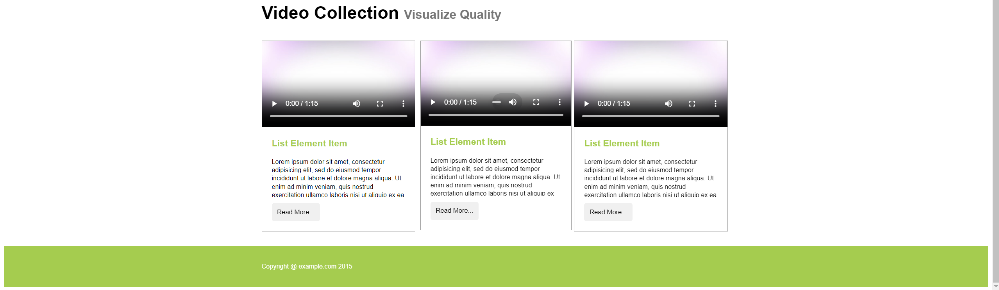 Video Collection Visualize Quality
0:00 / 1:15
0:00 / 1:15
0:00 / 1:15
List Element Item
Lorem ipsum dolor sit amet, consectetur
adipisicing elit, sed do eiusmod tempor
incididunt ut labore et dolore magna aliqua. Ut
enim ad minim veniam, quis nostrud
exercitation ullamco laboris nisi ut aliquip ex ea
Read More...
List Element Item
Lorem ipsum dolor sit amet, consectetur
adipisicing elit, sed do eiusmod tempor
incididunt ut labore et dolore magna aliqua. Ut
enim ad minim veniam, quis nostrud
exercitation ullamco laboris nisi ut aliquip ex
Read More...
List Element Item
Lorem ipsum dolor sit amet, consectetur
adipisicing elit, sed do eiusmod tempor
incididunt ut labore et dolore magna aliqua. Ut
enim ad minim veniam, quis nostrud
exercitation ullamco laboris nisi ut aliquip ex ea
Read More...
Copyright @ example.com 2015